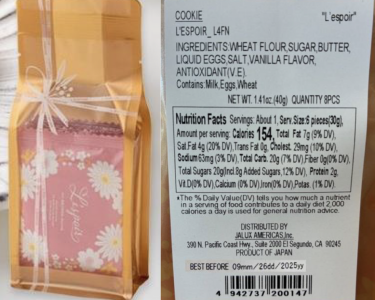 L'espoir
COOKIE "L'espoir"
L'ESPOIR_L4FN
INGREDIENTS:WHEAT FLOUR,SUGAR,BUTTER,
LIQUID EGGS,SALT,VANILLA FLAVOR,
ANTIOXIDANT(V.E).
Contains:Milk,Eggs,Wheat
NET WT. 1.41oz (40g) QUANTITY 8PCS
Nutrition Facts Servings: About 1, Serv. Size:6 pieces(30g),
Amount per serving: Calories 154, Total Fat 7g (9% DV),
Sat.Fat 4g (20% DV),Trans Fat 0g, Cholest. 29mg (10% DV),
Sodium 63mg (3% DV), Total Carb. 20g (7% DV),Fiber 0g(0% DV),
Total Sugars 20g(Incl.8g Added Sugars,12% DV), Protein 2g,
Vit.D(0% DV),Calcium (0% DV),Iron(0% DV),Potas. (1% DV)
*The % Daily Value(DV) tells you how much a nutrient
in a serving of food contributes to a daily diet 2,000
calories a day is used for general nutrition advice.
DISTRIBUTED BY
JALUX AMERICAS,Inc.
390 N. Pacific Coast Hwy., Suite 2000 El Segundo, CA 90245
PRODUCT OF JAPAN
BEST BEFORE 09mm/26dd/2025yy
4 942737 200147